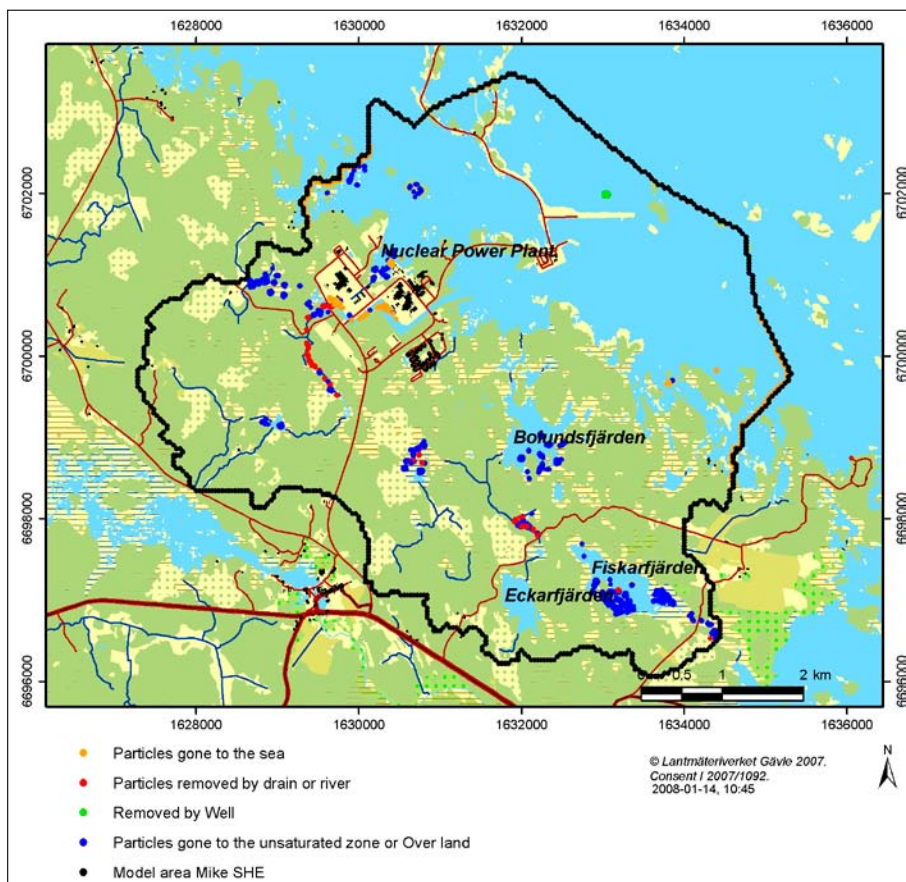 1628000 1630000 1632000 1634000 1636000
6702000 6702000
Nuclear Power Plant
6700000 6700000
Bolundsfjärden
6698000 6698000
Fiskarfjärden
Eckarfjärden
6696000 6696000
0 0.5 1 2 km
1628000 1630000 1632000 1634000 1636000
Particles gone to the sea
Particles removed by drain or river
Removed by Well
Particles gone to the unsaturated zone or Over land
Model area Mike SHE
© Lantmäteriverket Gävle 2007.
Consent I 2007/1092.
2008-01-14, 10:45
N